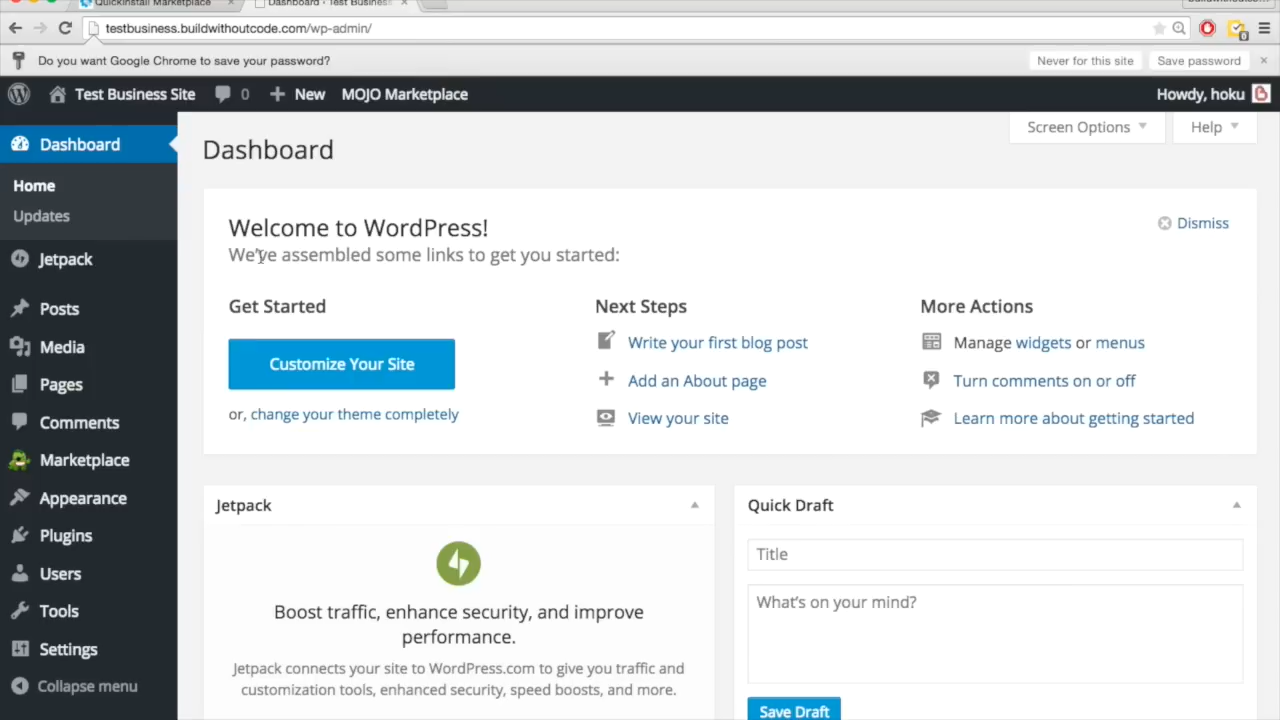 QuickInstall Marketplace
Dashboard ‹ Test Business
testbusiness.buildwithoutcode.com/wp-admin/
Do you want Google Chrome to save your password?
Never for this site
Save password
Test Business Site
0
New
MOJO Marketplace
Howdy, hoku
Dashboard
Home
Updates
Jetpack
Posts
Media
Pages
Comments
Marketplace
Appearance
Plugins
Users
Tools
Settings
Collapse menu
Screen Options
Help
Dashboard
Welcome to WordPress!
We've assembled some links to get you started:
Dismiss
Get Started
Customize Your Site
or, change your theme completely
Next Steps
Write your first blog post
Add an About page
View your site
More Actions
Manage widgets or menus
Turn comments on or off
Learn more about getting started
Jetpack
Boost traffic, enhance security, and improve
performance.
Jetpack connects your site to WordPress.com to give you traffic and
customization tools, enhanced security, speed boosts, and more.
Quick Draft
Title
What's on your mind?
Save Draft